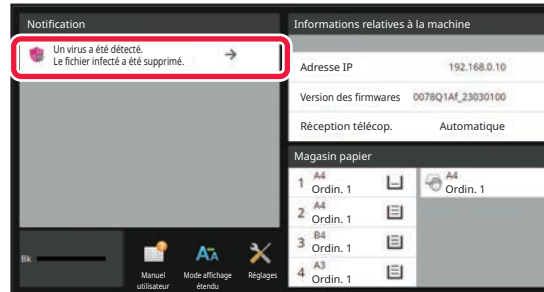 Notification
Un virus a été détecté.
Le fichier infecté a été supprimé.
Informations relatives à la machine
Adresse IP 192.168.0.10
Version des firmwares 0078Q1Af_23030100
Réception télécop. Automatique
Magasin papier
1 A4
Ordin. 1
A4
Ordin. 1
2 A4
Ordin. 1
3 B4
Ordin. 1
4 A3
Ordin. 1
Bk
Manuel
utilisateur
Mode affichage
étendu
Réglages